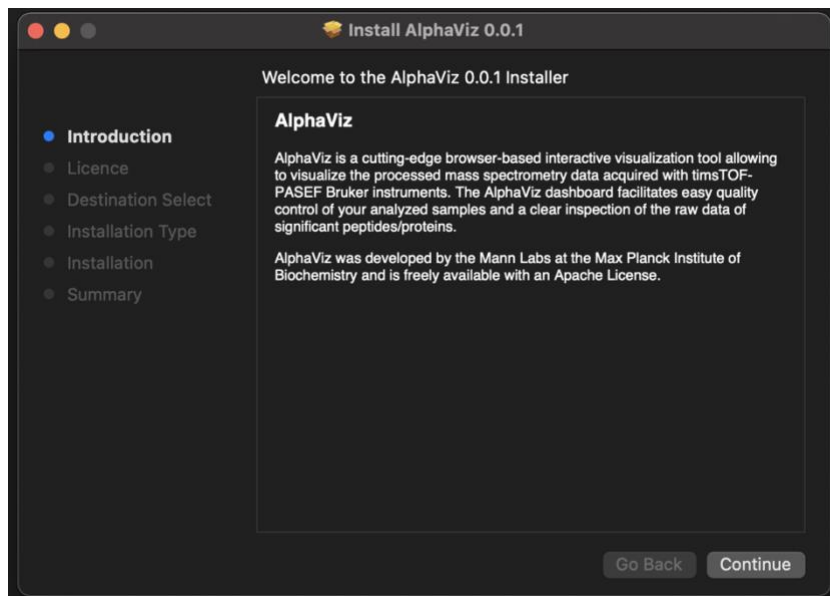 Install AlphaViz 0.0.1
Welcome to the AlphaViz 0.0.1 Installer
Introduction
Licence
Destination Select
Installation Type
Installation
Summary
AlphaViz
AlphaViz is a cutting-edge browser-based interactive visualization tool allowing
to visualize the processed mass spectrometry data acquired with timsTOF-
PASEF Bruker instruments. The AlphaViz dashboard facilitates easy quality
control of your analyzed samples and a clear inspection of the raw data of
significant peptides/proteins.
AlphaViz was developed by the Mann Labs at the Max Planck Institute of
Biochemistry and is freely available with an Apache License.
Go Back
Continue